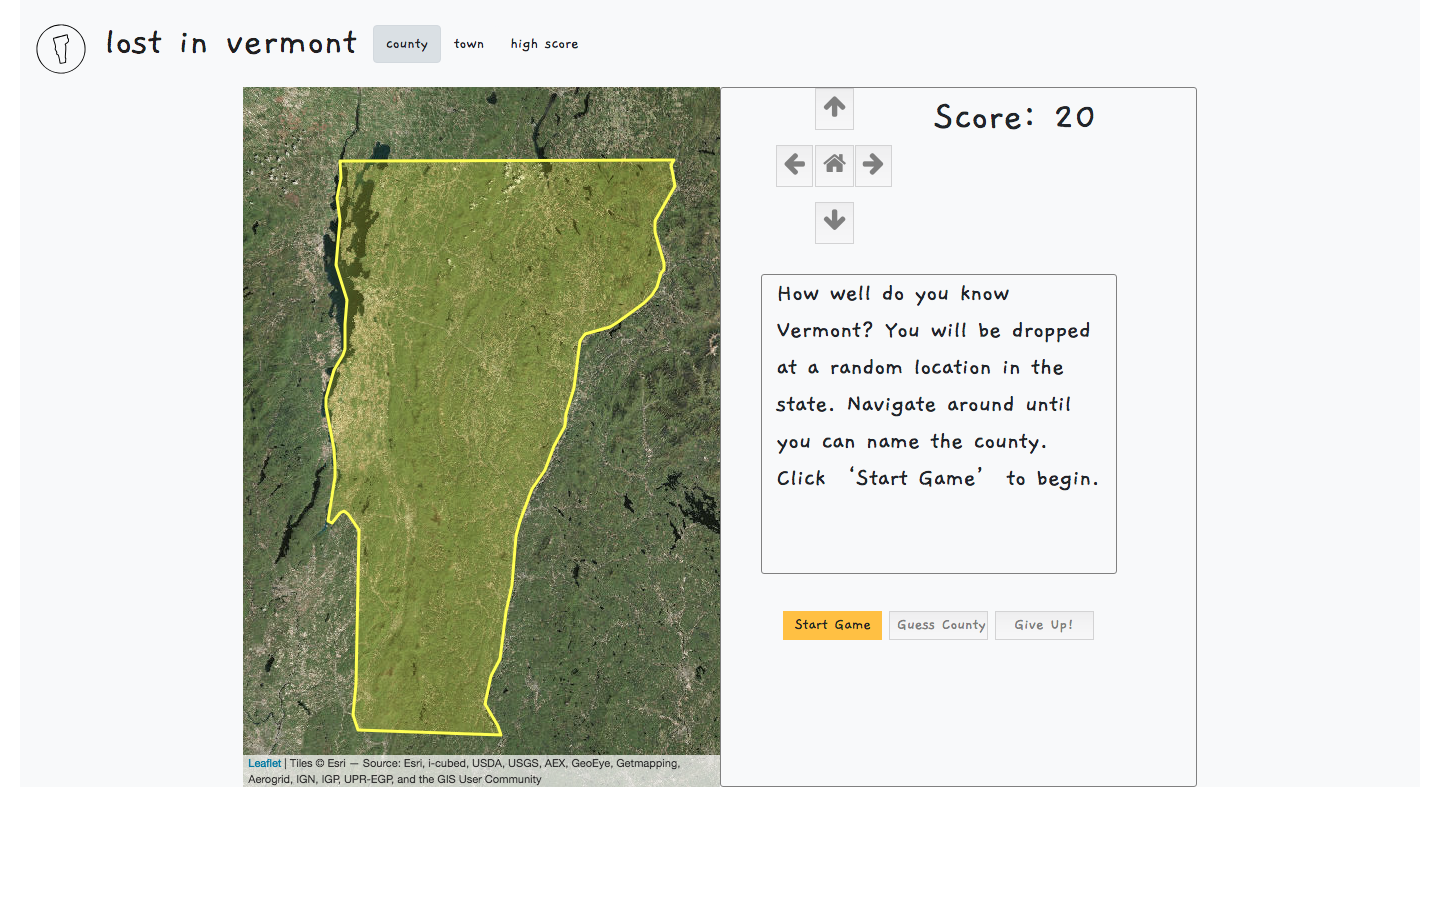 lost in vermont
county
town
high score
Score: 20
How well do you know
Vermont? You will be dropped
at a random location in the
state. Navigate around until
you can name the county.
Click 'Start Game' to begin.
Start Game
Guess County
Give Up!
Leaflet | Tiles © Esri — Source: Esri, i-cubed, USDA, USGS, AEX, GeoEye, Getmapping,
Aerogrid, IGN, IGP, UPR-EGP, and the GIS User Community